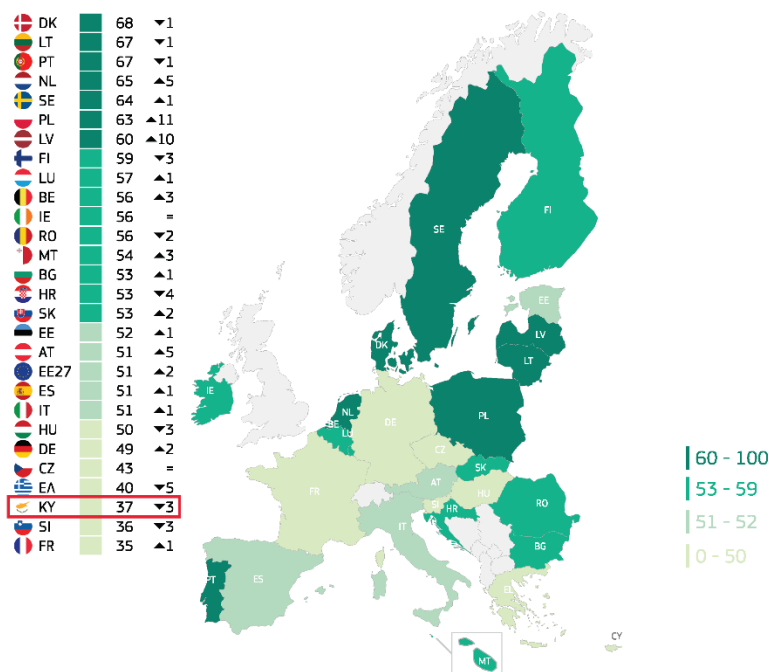 DK 68 ▼1
LT 67 ▼1
PT 67 ▼1
NL 65 ▲5
SE 64 ▲1
PL 63 ▲11
LV 60 ▲10
FI 59 ▼3
LU 57 ▲1
BE 56 ▲3
IE 56 =
RO 56 ▼2
MT 54 ▲3
BG 53 ▲1
HR 53 ▼4
SK 53 ▲2
EE 52 ▲1
AT 51 ▲5
EE27 51 ▲2
ES 51 ▲1
IT 51 ▲1
HU 50 ▼3
DE 49 ▲2
CZ 43 =
ΕΛ 40 ▼5
KY 37 ▼3
SI 36 ▼3
FR 35 ▲1
FI
SE
EE
LV
DK
LT
IE
NL
BE
DE
PL
LU
CZ
SK
AT
FR
HU
SI
HR
RO
IT
BG
PT
ES
EL
CY
MT
60 - 100
53 - 59
51 - 52
0 - 50